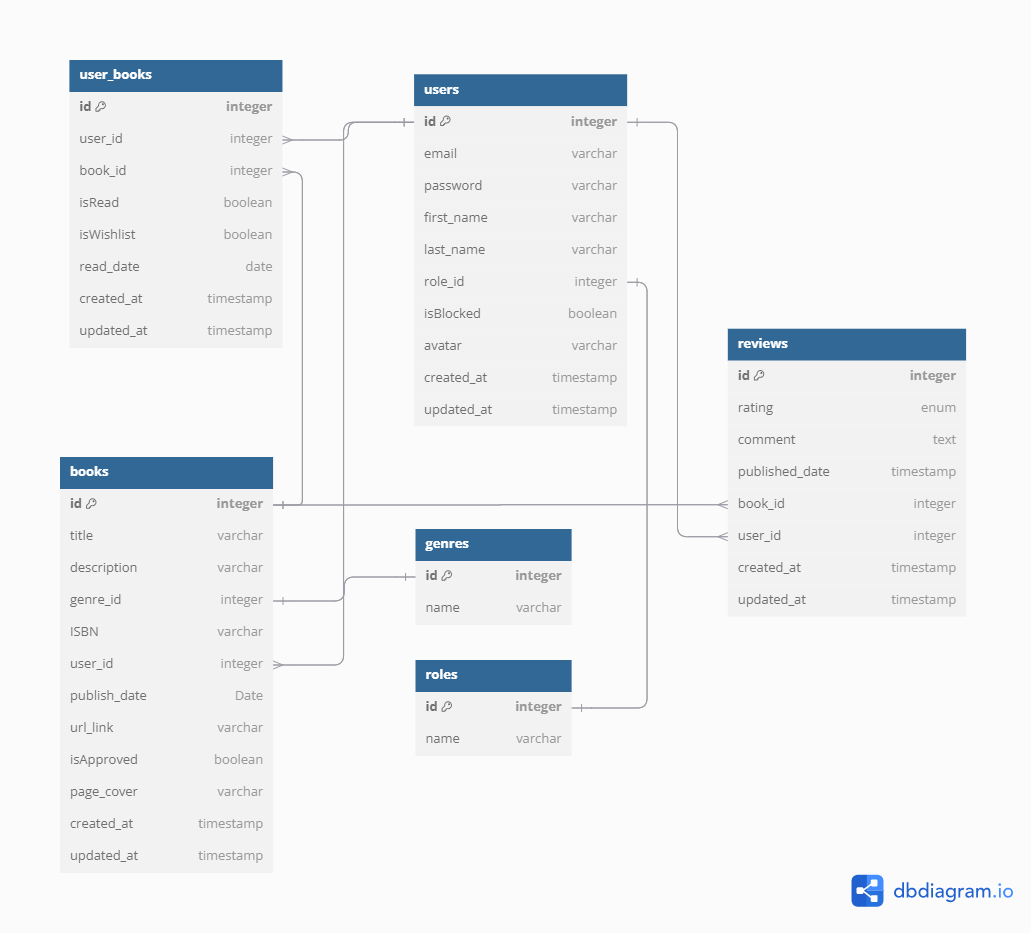 user_books
id integer
user_id integer
book_id integer
isRead boolean
isWishlist boolean
read_date date
created_at timestamp
updated_at timestamp
users
id integer
email varchar
password varchar
first_name varchar
last_name varchar
role_id integer
isBlocked boolean
avatar varchar
created_at timestamp
updated_at timestamp
reviews
id integer
rating enum
comment text
published_date timestamp
book_id integer
user_id integer
created_at timestamp
updated_at timestamp
books
id integer
title varchar
description varchar
genre_id integer
ISBN varchar
user_id integer
publish_date Date
url_link varchar
isApproved boolean
page_cover varchar
created_at timestamp
updated_at timestamp
genres
id integer
name varchar
roles
id integer
name varchar
dbdiagram.io